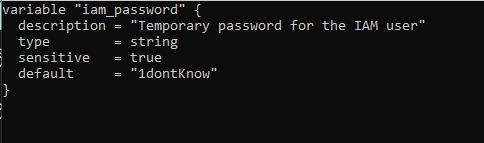 variable "iam_password" {
  description = "Temporary password for the IAM user"
  type        = string
  sensitive   = true
  default     = "1dontKnow"
}